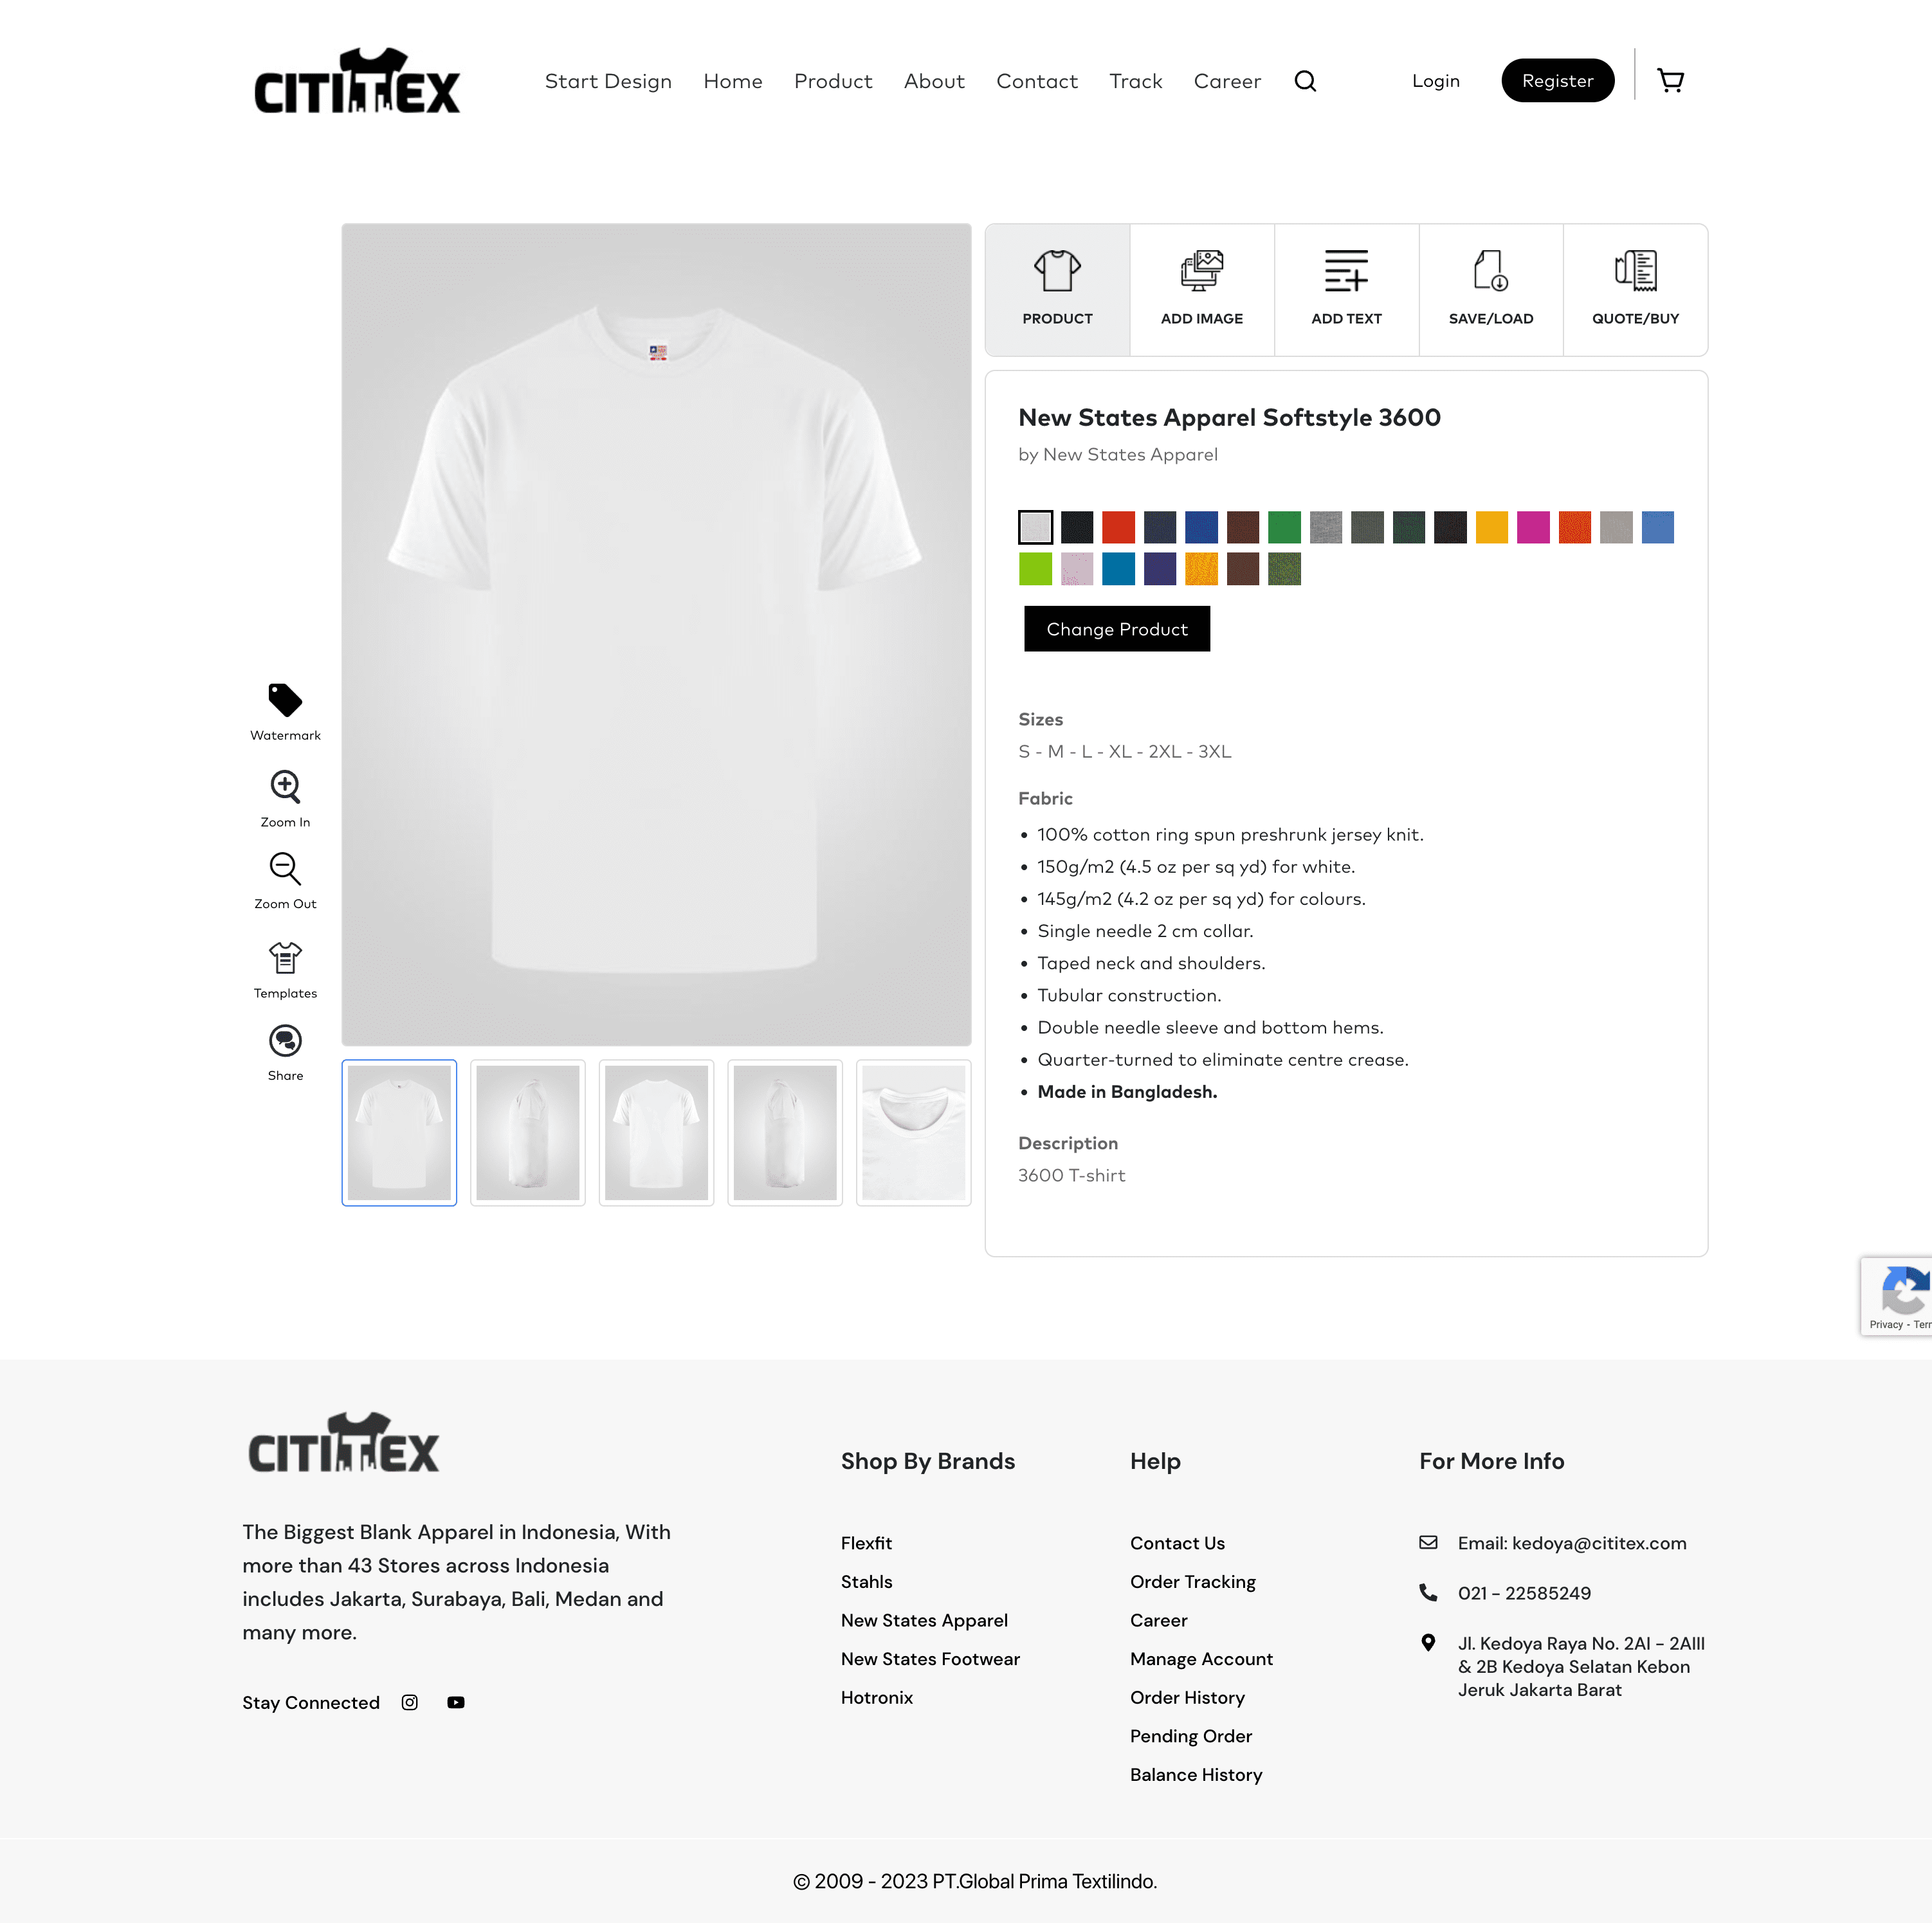 CITITEX
Start Design Home Product About Contact Track Career Login Register
PRODUCT ADD IMAGE ADD TEXT SAVE/LOAD QUOTE/BUY
New States Apparel Softstyle 3600
by New States Apparel
Change Product
Watermark
Zoom In
Zoom Out
Templates
Share
Sizes
S - M - L - XL - 2XL - 3XL
Fabric
• 100% cotton ring spun preshrunk jersey knit.
• 150g/m2 (4.5 oz per sq yd) for white.
• 145g/m2 (4.2 oz per sq yd) for colours.
• Single needle 2 cm collar.
• Taped neck and shoulders.
• Tubular construction.
• Double needle sleeve and bottom hems.
• Quarter-turned to eliminate centre crease.
• Made in Bangladesh.
Description
3600 T-shirt
Privacy - Terr
CITITEX
The Biggest Blank Apparel in Indonesia, With
more than 43 Stores across Indonesia
includes Jakarta, Surabaya, Bali, Medan and
many more.
Stay Connected
Shop By Brands
Flexfit
Stahls
New States Apparel
New States Footwear
Hotronix
Help
Contact Us
Order Tracking
Career
Manage Account
Order History
Pending Order
Balance History
For More Info
Email: kedoya@cititex.com
021 - 22585249
Jl. Kedoya Raya No. 2AI - 2AIII
& 2B Kedoya Selatan Kebon
Jeruk Jakarta Barat
© 2009 - 2023 PT.Global Prima Textilindo.